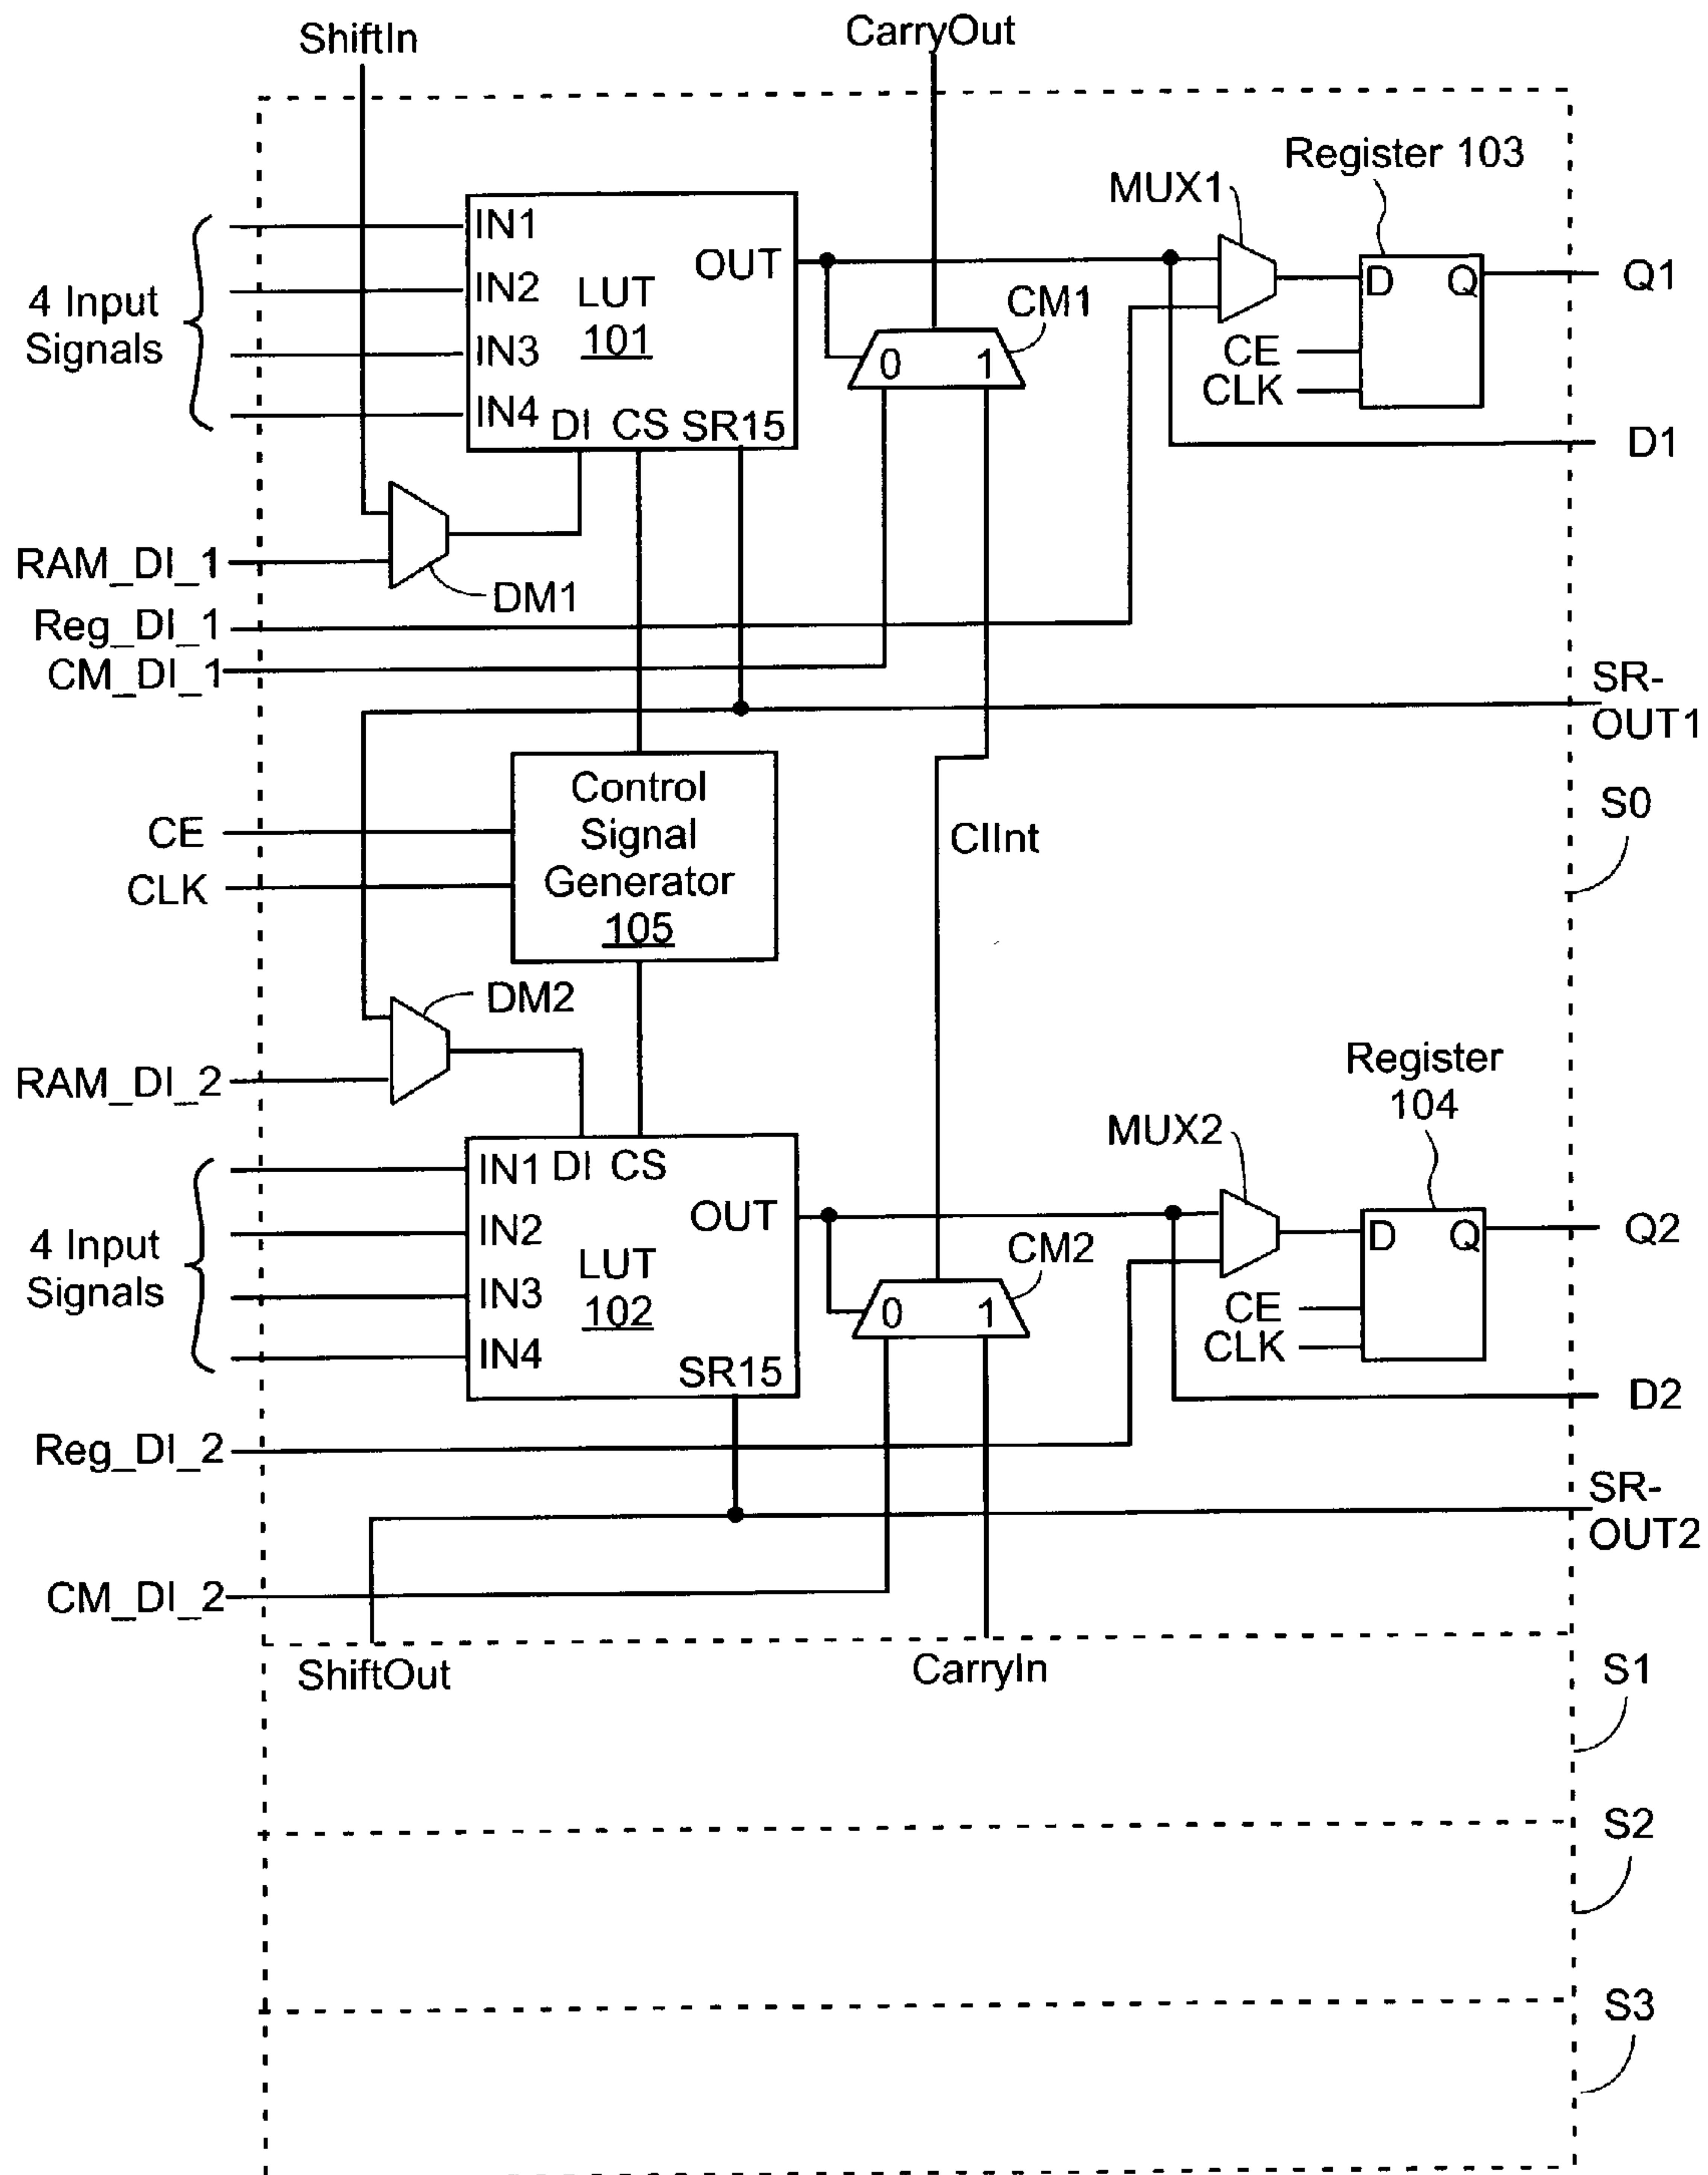 ShiftIn
CarryOut
Register 103
MUX1
IN1
OUT
IN2
LUT
101
4 Input
Signals
IN3
IN4
DI CS SR15
CM1
0 1
D Q
Q1
CE
CLK
D1
RAM_DI_1
DM1
Reg_DI_1
CM_DI_1
SR-
OUT1
Control
Signal
Generator
105
CE
CLK
CIInt
S0
DM2
RAM_DI_2
Register
104
MUX2
IN1 DI CS
OUT
IN2
LUT
102
4 Input
Signals
IN3
IN4
SR15
CM2
0 1
D Q
Q2
CE
CLK
D2
Reg_DI_2
SR-
OUT2
CM_DI_2
ShiftOut
CarryIn
S1
S2
S3